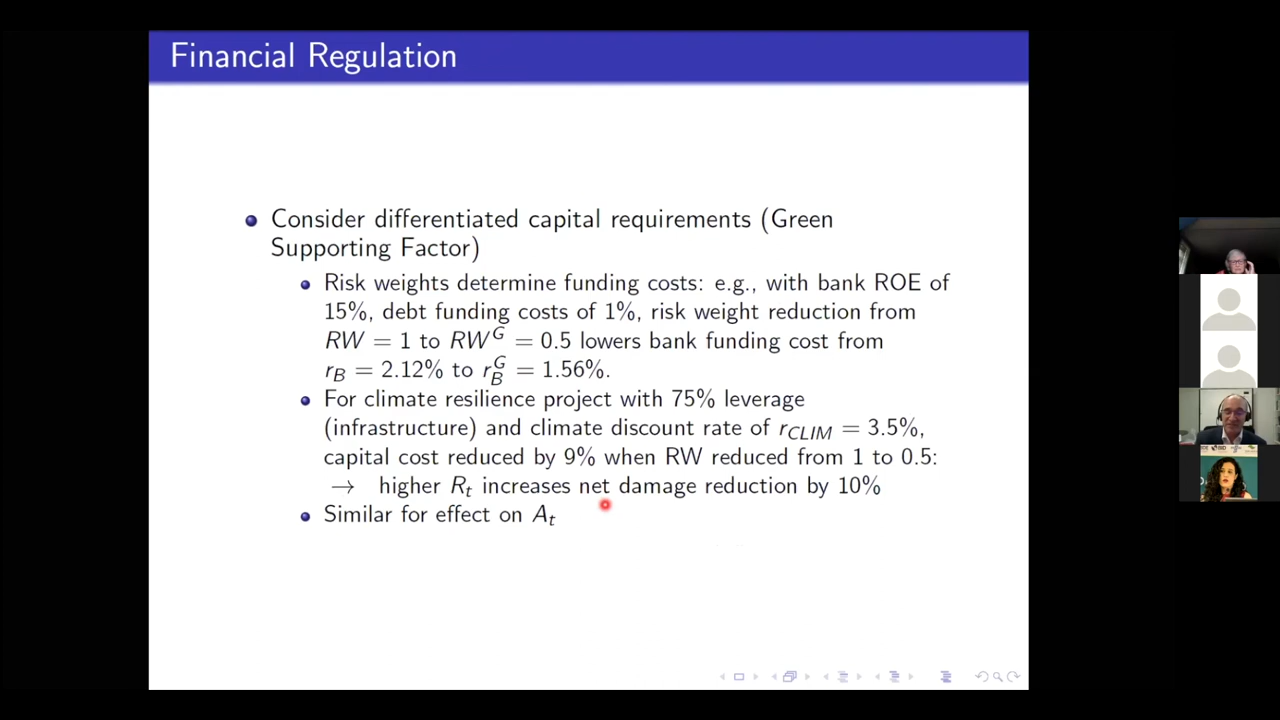 Financial Regulation
Consider differentiated capital requirements (Green
Supporting Factor)
Risk weights determine funding costs: e.g., with bank ROE of
15%, debt funding costs of 1%, risk weight reduction from
RW = 1 to RW^G = 0.5 lowers bank funding cost from
r_B = 2.12% to r_B^G = 1.56%.
For climate resilience project with 75% leverage
(infrastructure) and climate discount rate of r_CLIM = 3.5%,
capital cost reduced by 9% when RW reduced from 1 to 0.5:
→ higher R_t increases net damage reduction by 10%
Similar for effect on A_t